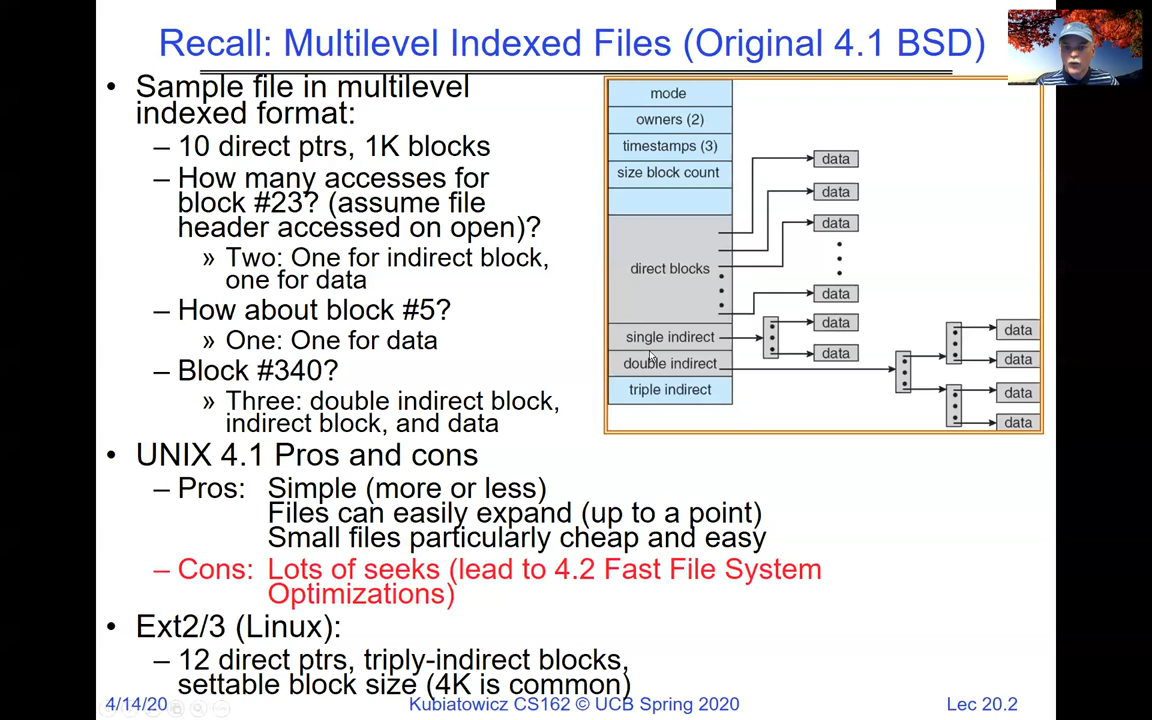 Recall: Multilevel Indexed Files (Original 4.1 BSD)
• Sample file in multilevel
indexed format:
– 10 direct ptrs, 1K blocks
– How many accesses for
block #23? (assume file
header accessed on open)?
» Two: One for indirect block,
one for data
– How about block #5?
» One: One for data
– Block #340?
» Three: double indirect block,
indirect block, and data
• UNIX 4.1 Pros and cons
– Pros: Simple (more or less)
Files can easily expand (up to a point)
Small files particularly cheap and easy
– Cons: Lots of seeks (lead to 4.2 Fast File System
Optimizations)
• Ext2/3 (Linux):
– 12 direct ptrs, triply-indirect blocks,
settable block size (4K is common)
mode
owners (2)
timestamps (3)
size block count
direct blocks
single indirect
double indirect
triple indirect
data
data
data
data
data
data
data
data
data
data
4/14/20
Kubiatowicz CS162 © UCB Spring 2020
Lec 20.2